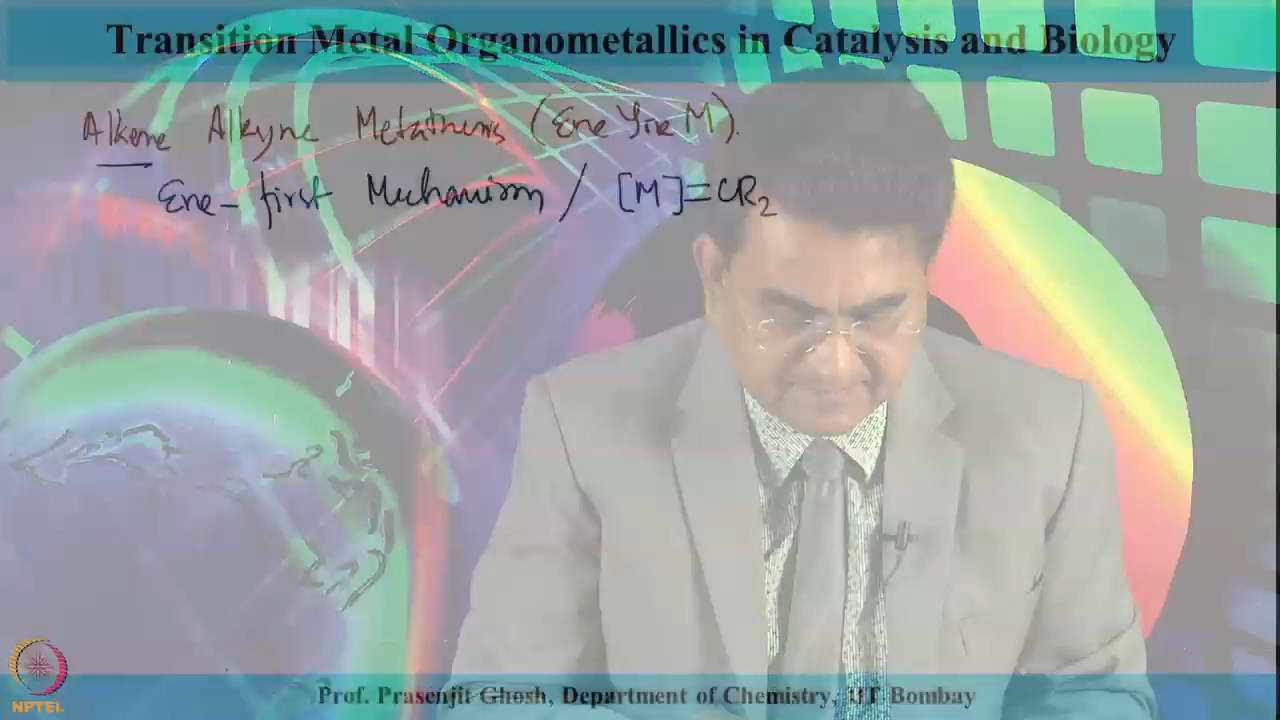 Transition Metal Organometallics in Catalysis and Biology
Alkene Alkyne Metathesis (Ene Yne M).
Ene-first Mechanism / [M]=CR2
Prof. Prasenjit Ghosh, Department of Chemistry, IIT Bombay
NPTEL